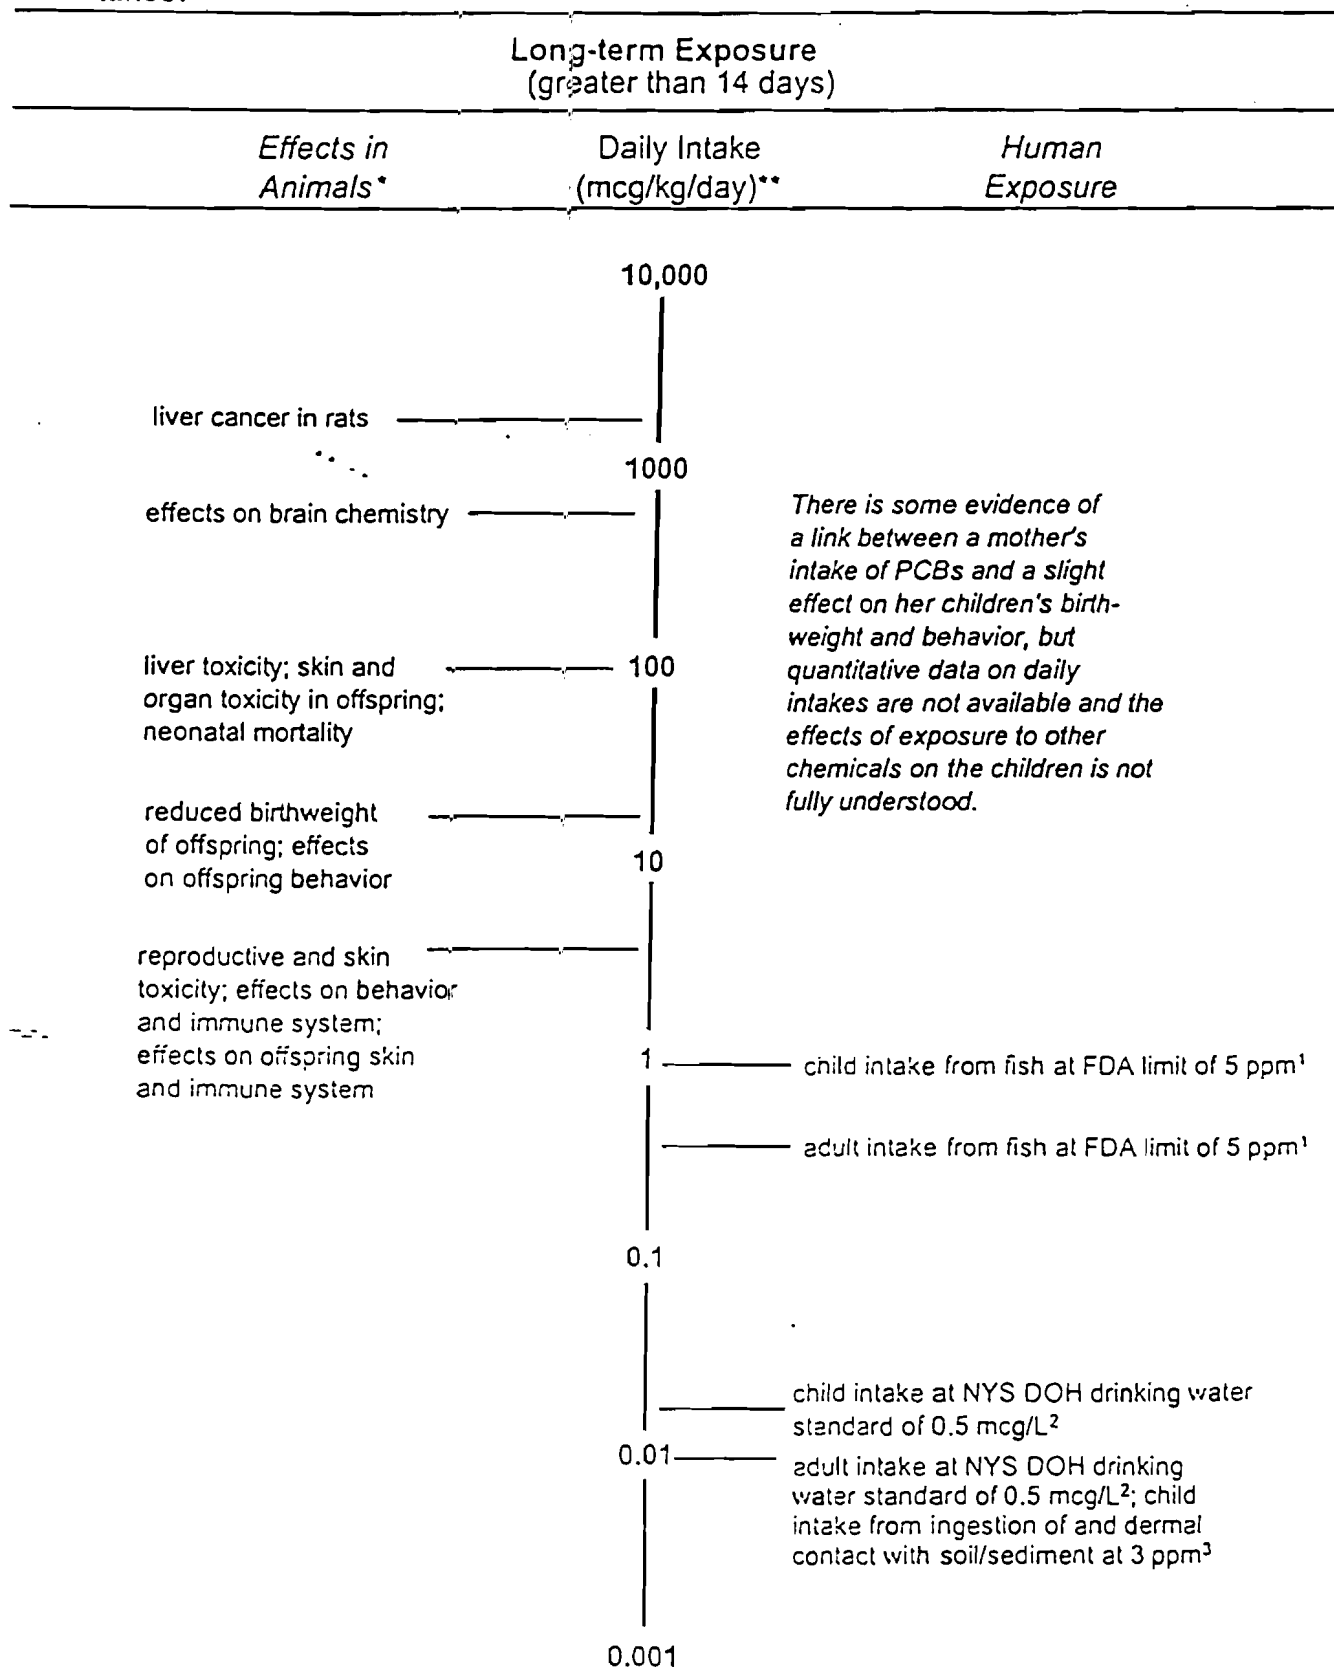 Long-term Exposure
(greater than 14 days)
Effects in
Animals*
Daily Intake
(mcg/kg/day)**
Human
Exposure
10,000
liver cancer in rats
1000
effects on brain chemistry
There is some evidence of
a link between a mother's
intake of PCBs and a slight
effect on her children's birth-
weight and behavior, but
quantitative data on daily
intakes are not available and the
effects of exposure to other
chemicals on the children is not
fully understood.
liver toxicity; skin and
organ toxicity in offspring;
neonatal mortality
100
reduced birthweight
of offspring; effects
on offspring behavior
10
reproductive and skin
toxicity; effects on behavior
and immune system;
effects on offspring skin
and immune system
1
child intake from fish at FDA limit of 5 ppm¹
adult intake from fish at FDA limit of 5 ppm¹
0.1
child intake at NYS DOH drinking water
standard of 0.5 mcg/L²
0.01
adult intake at NYS DOH drinking
water standard of 0.5 mcg/L²; child
intake from ingestion of and dermal
contact with soil/sediment at 3 ppm³
0.001